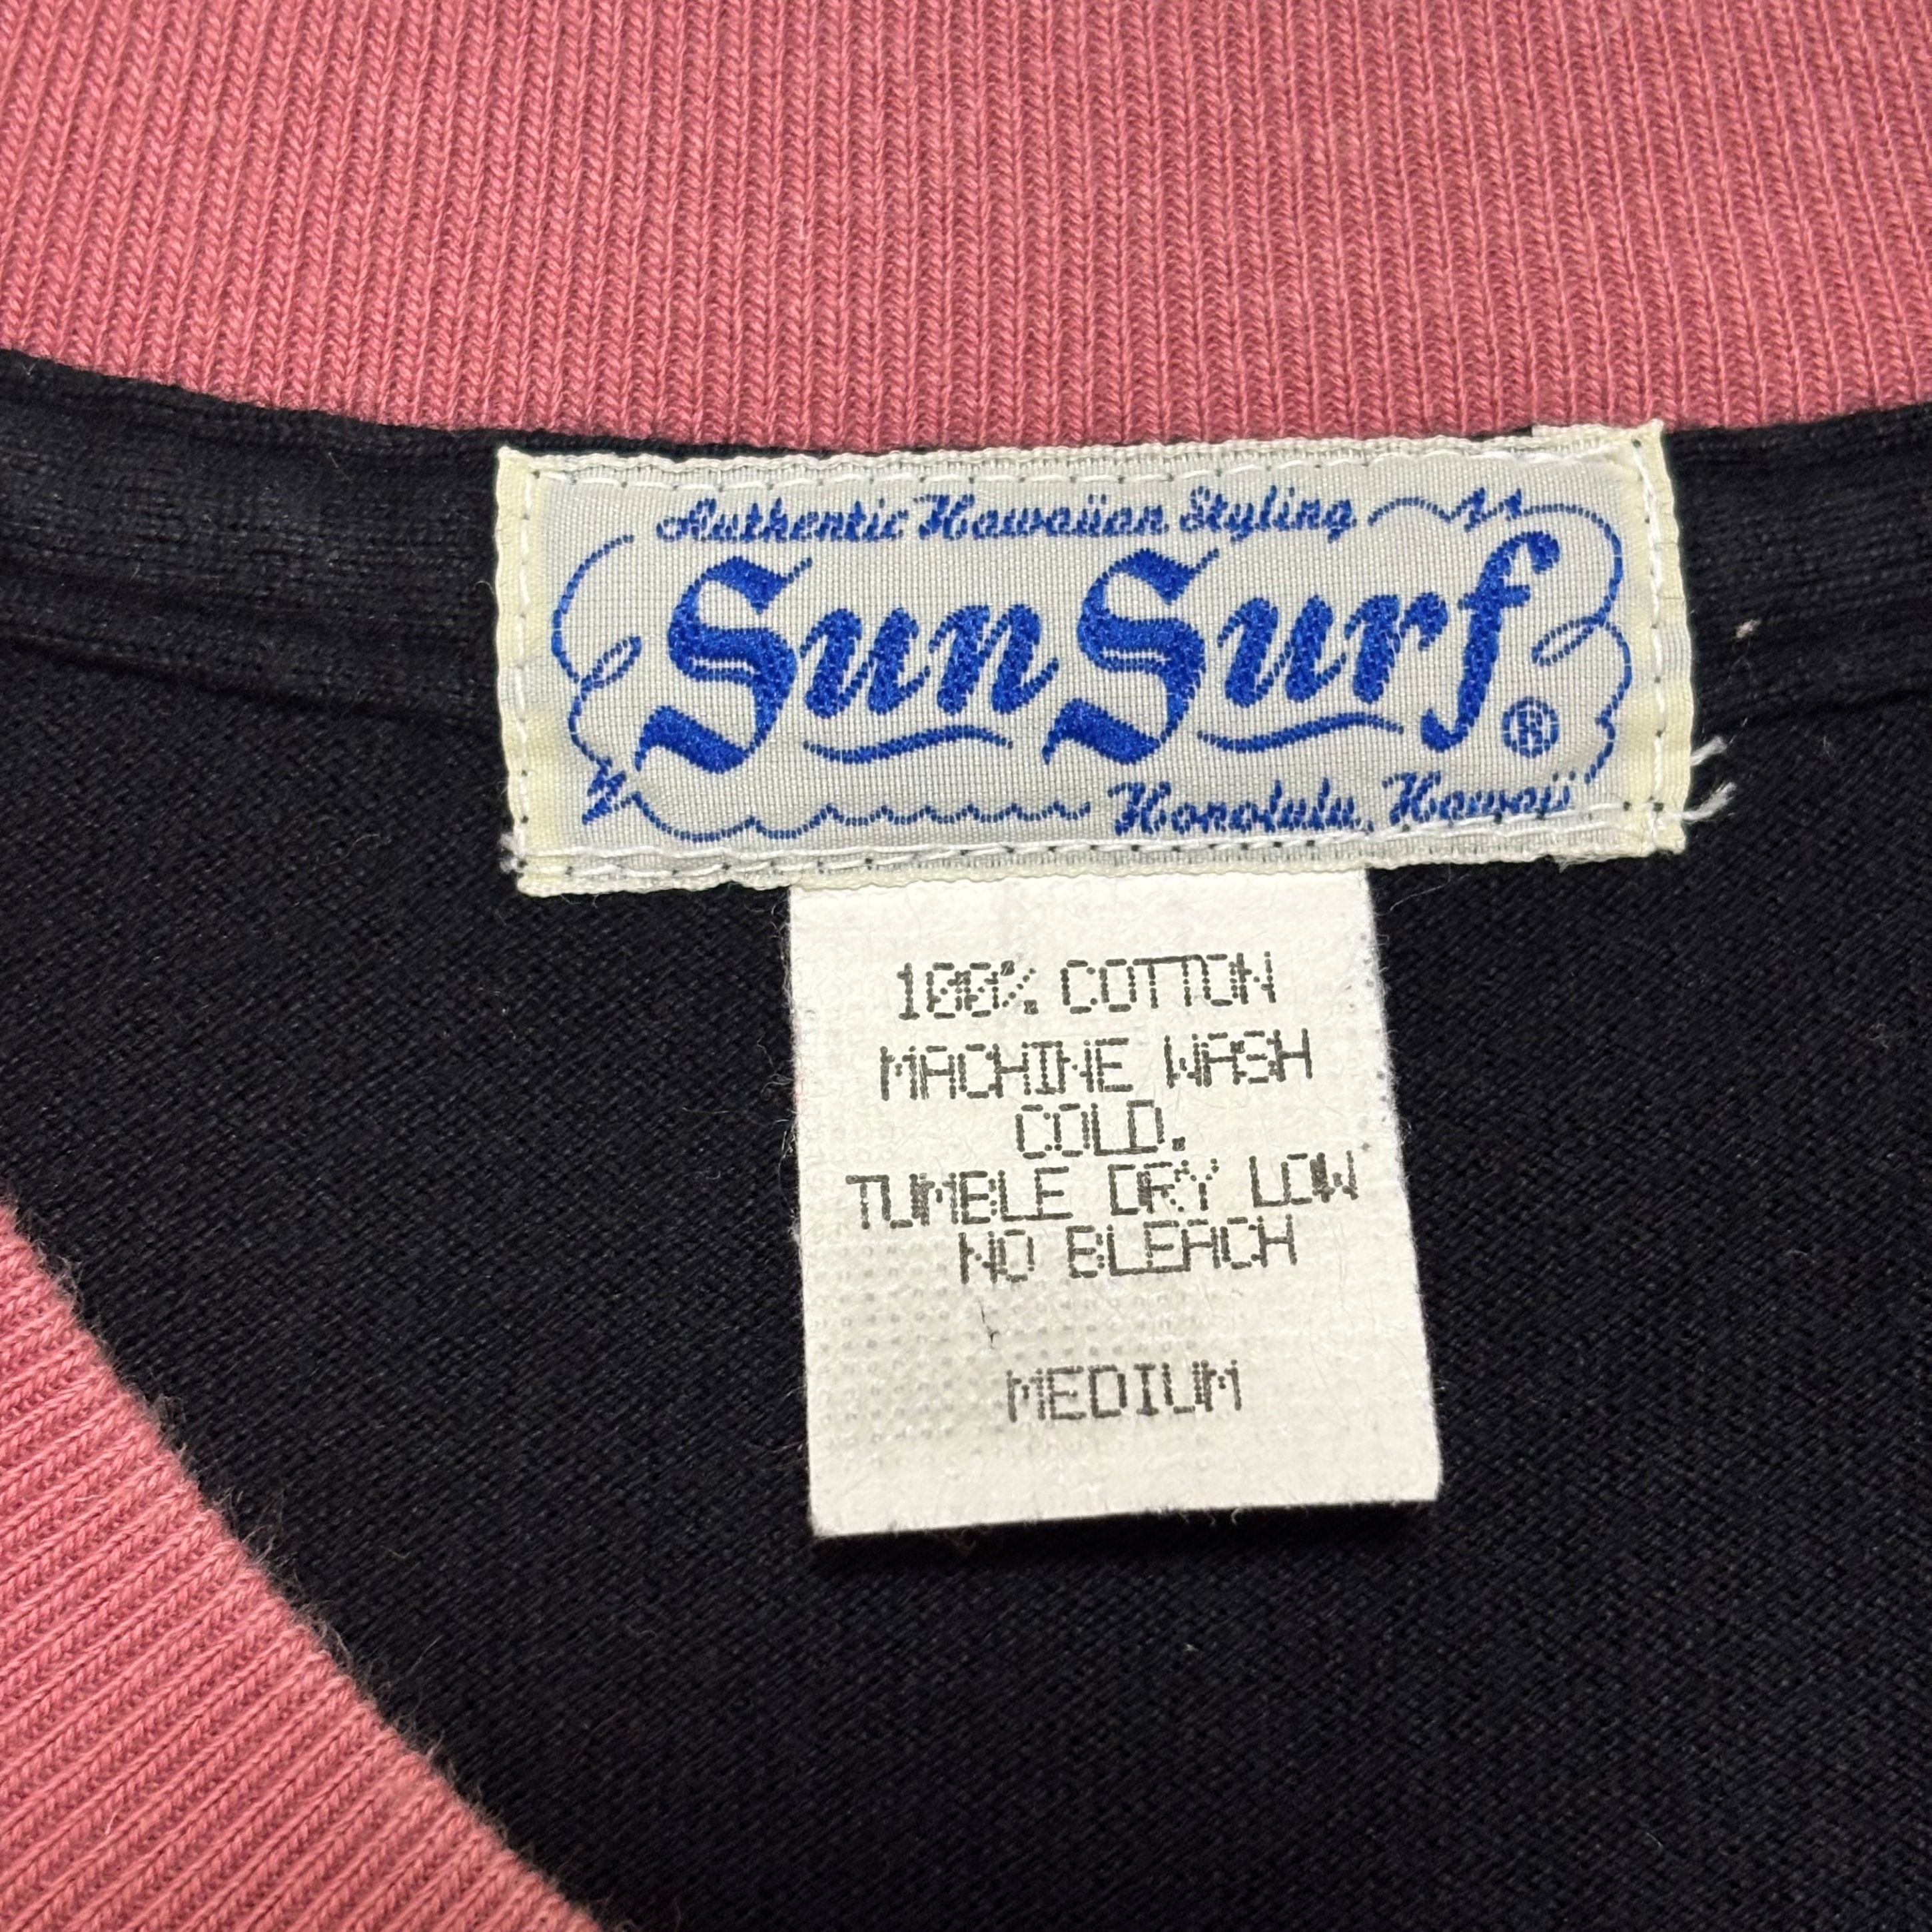 Authentic Hawaiian Styling
Sun Surf ®
Honolulu, Hawaii
100% COTTON
MACHINE WASH
COLD.
TUMBLE DRY LOW
NO BLEACH
MEDIUM